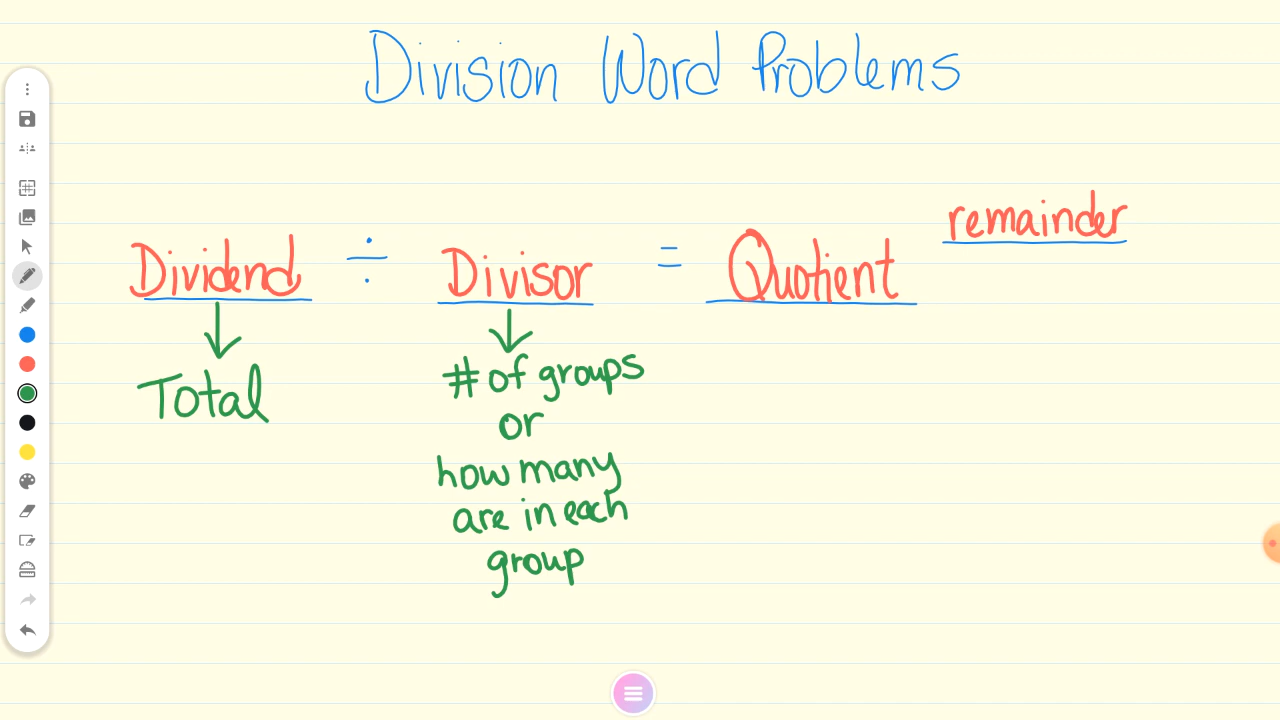 Division Word Problems
remainder
Dividend ÷ Divisor = Quotient
Total
# of groups
or
how many
are in each
group